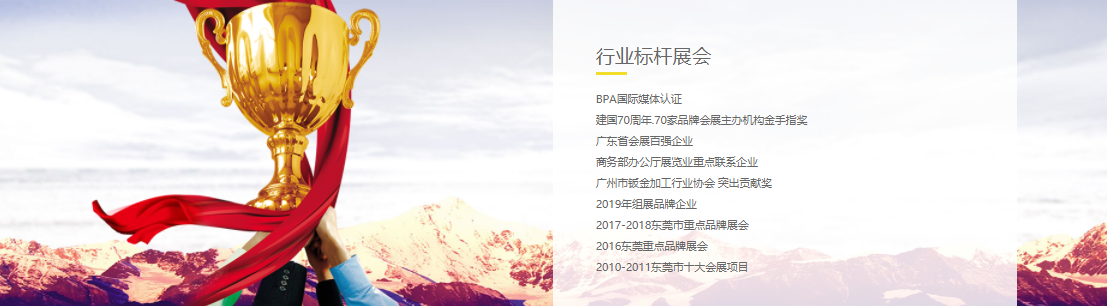 行业标杆展会
BPA国际媒体认证
建国70周年.70家品牌会展主办机构金手指奖
广东省会展百强企业
商务部办公厅展览业重点联系企业
广州市钣金加工行业协会 突出贡献奖
2019年组展品牌企业
2017-2018东莞市重点品牌展会
2016东莞重点品牌展会
2010-2011东莞市十大会展项目